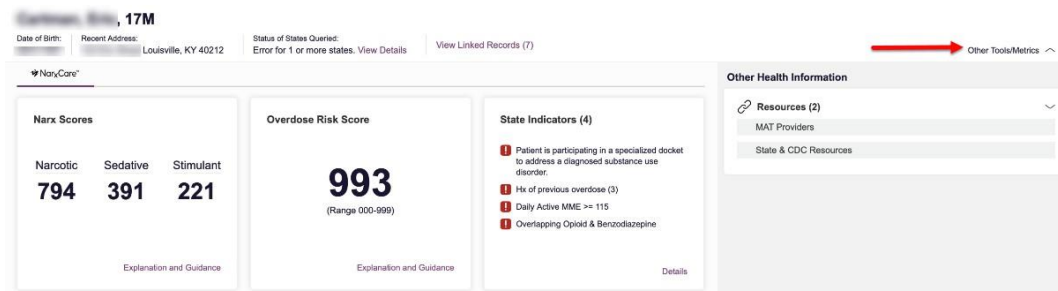 , 17M
Date of Birth:
Recent Address:
Louisville, KY 40212
Status of States Queried:
Error for 1 or more states. View Details
View Linked Records (7)
Other Tools/Metrics
NarxCare
Narx Scores
Narcotic Sedative Stimulant
794 391 221
Explanation and Guidance
Overdose Risk Score
993
(Range 000-999)
Explanation and Guidance
State Indicators (4)
Patient is participating in a specialized docket
to address a diagnosed substance use
disorder.
Hx of previous overdose (3)
Daily Active MME >= 115
Overlapping Opioid & Benzodiazepine
Details
Other Health Information
Resources (2)
MAT Providers
State & CDC Resources